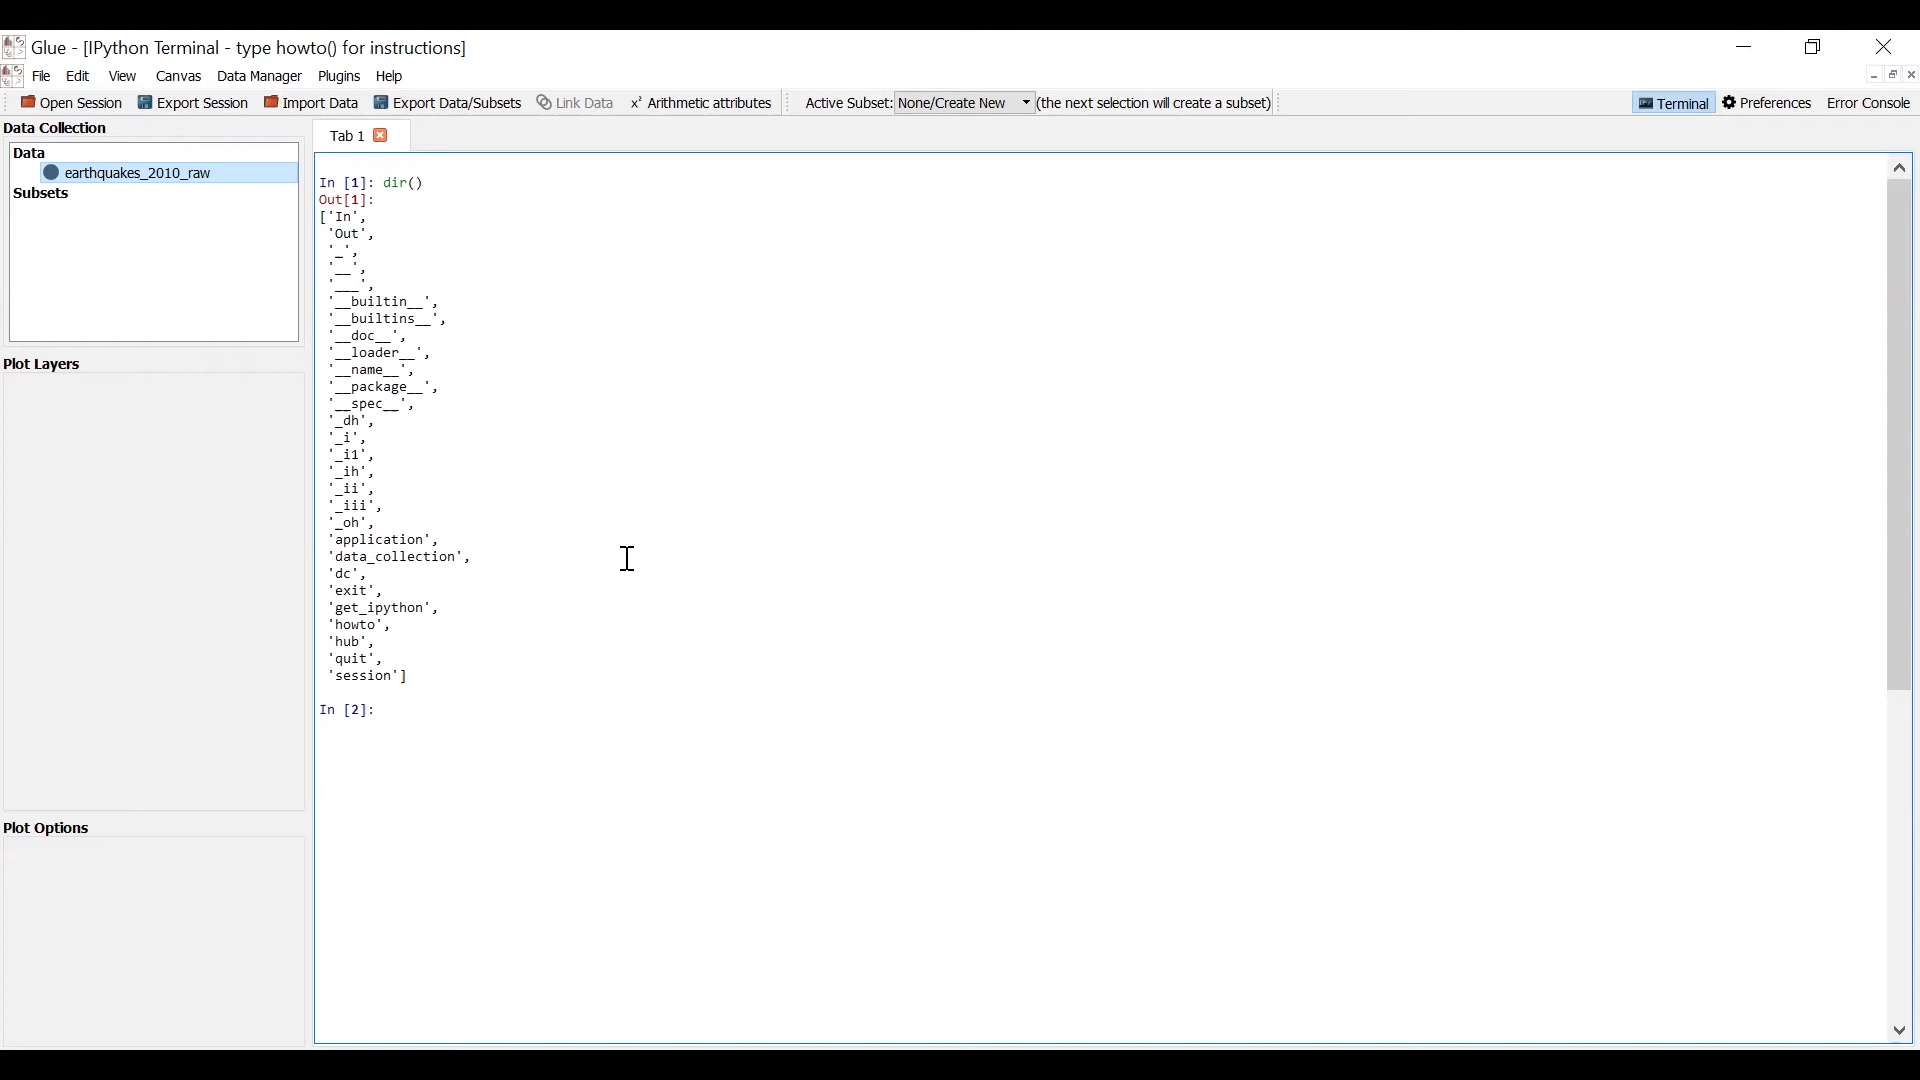 Glue - [IPython Terminal - type howto() for instructions]
File Edit View Canvas Data Manager Plugins Help
Open Session Export Session Import Data Export Data/Subsets Link Data x² Arithmetic attributes Active Subset: None/Create New (the next selection will create a subset) Terminal Preferences Error Console
Data Collection
Data
earthquakes_2010_raw
Subsets
Plot Layers
Plot Options
Tab 1
In [1]: dir()
Out[1]:
['In',
'Out',
'_',
'__',
'___',
'__builtin__',
'__builtins__',
'__doc__',
'__loader__',
'__name__',
'__package__',
'__spec__',
'_dh',
'_i',
'_i1',
'_ih',
'_ii',
'_iii',
'_oh',
'application',
'data_collection',
'dc',
'exit',
'get_ipython',
'howto',
'hub',
'quit',
'session']
In [2]: